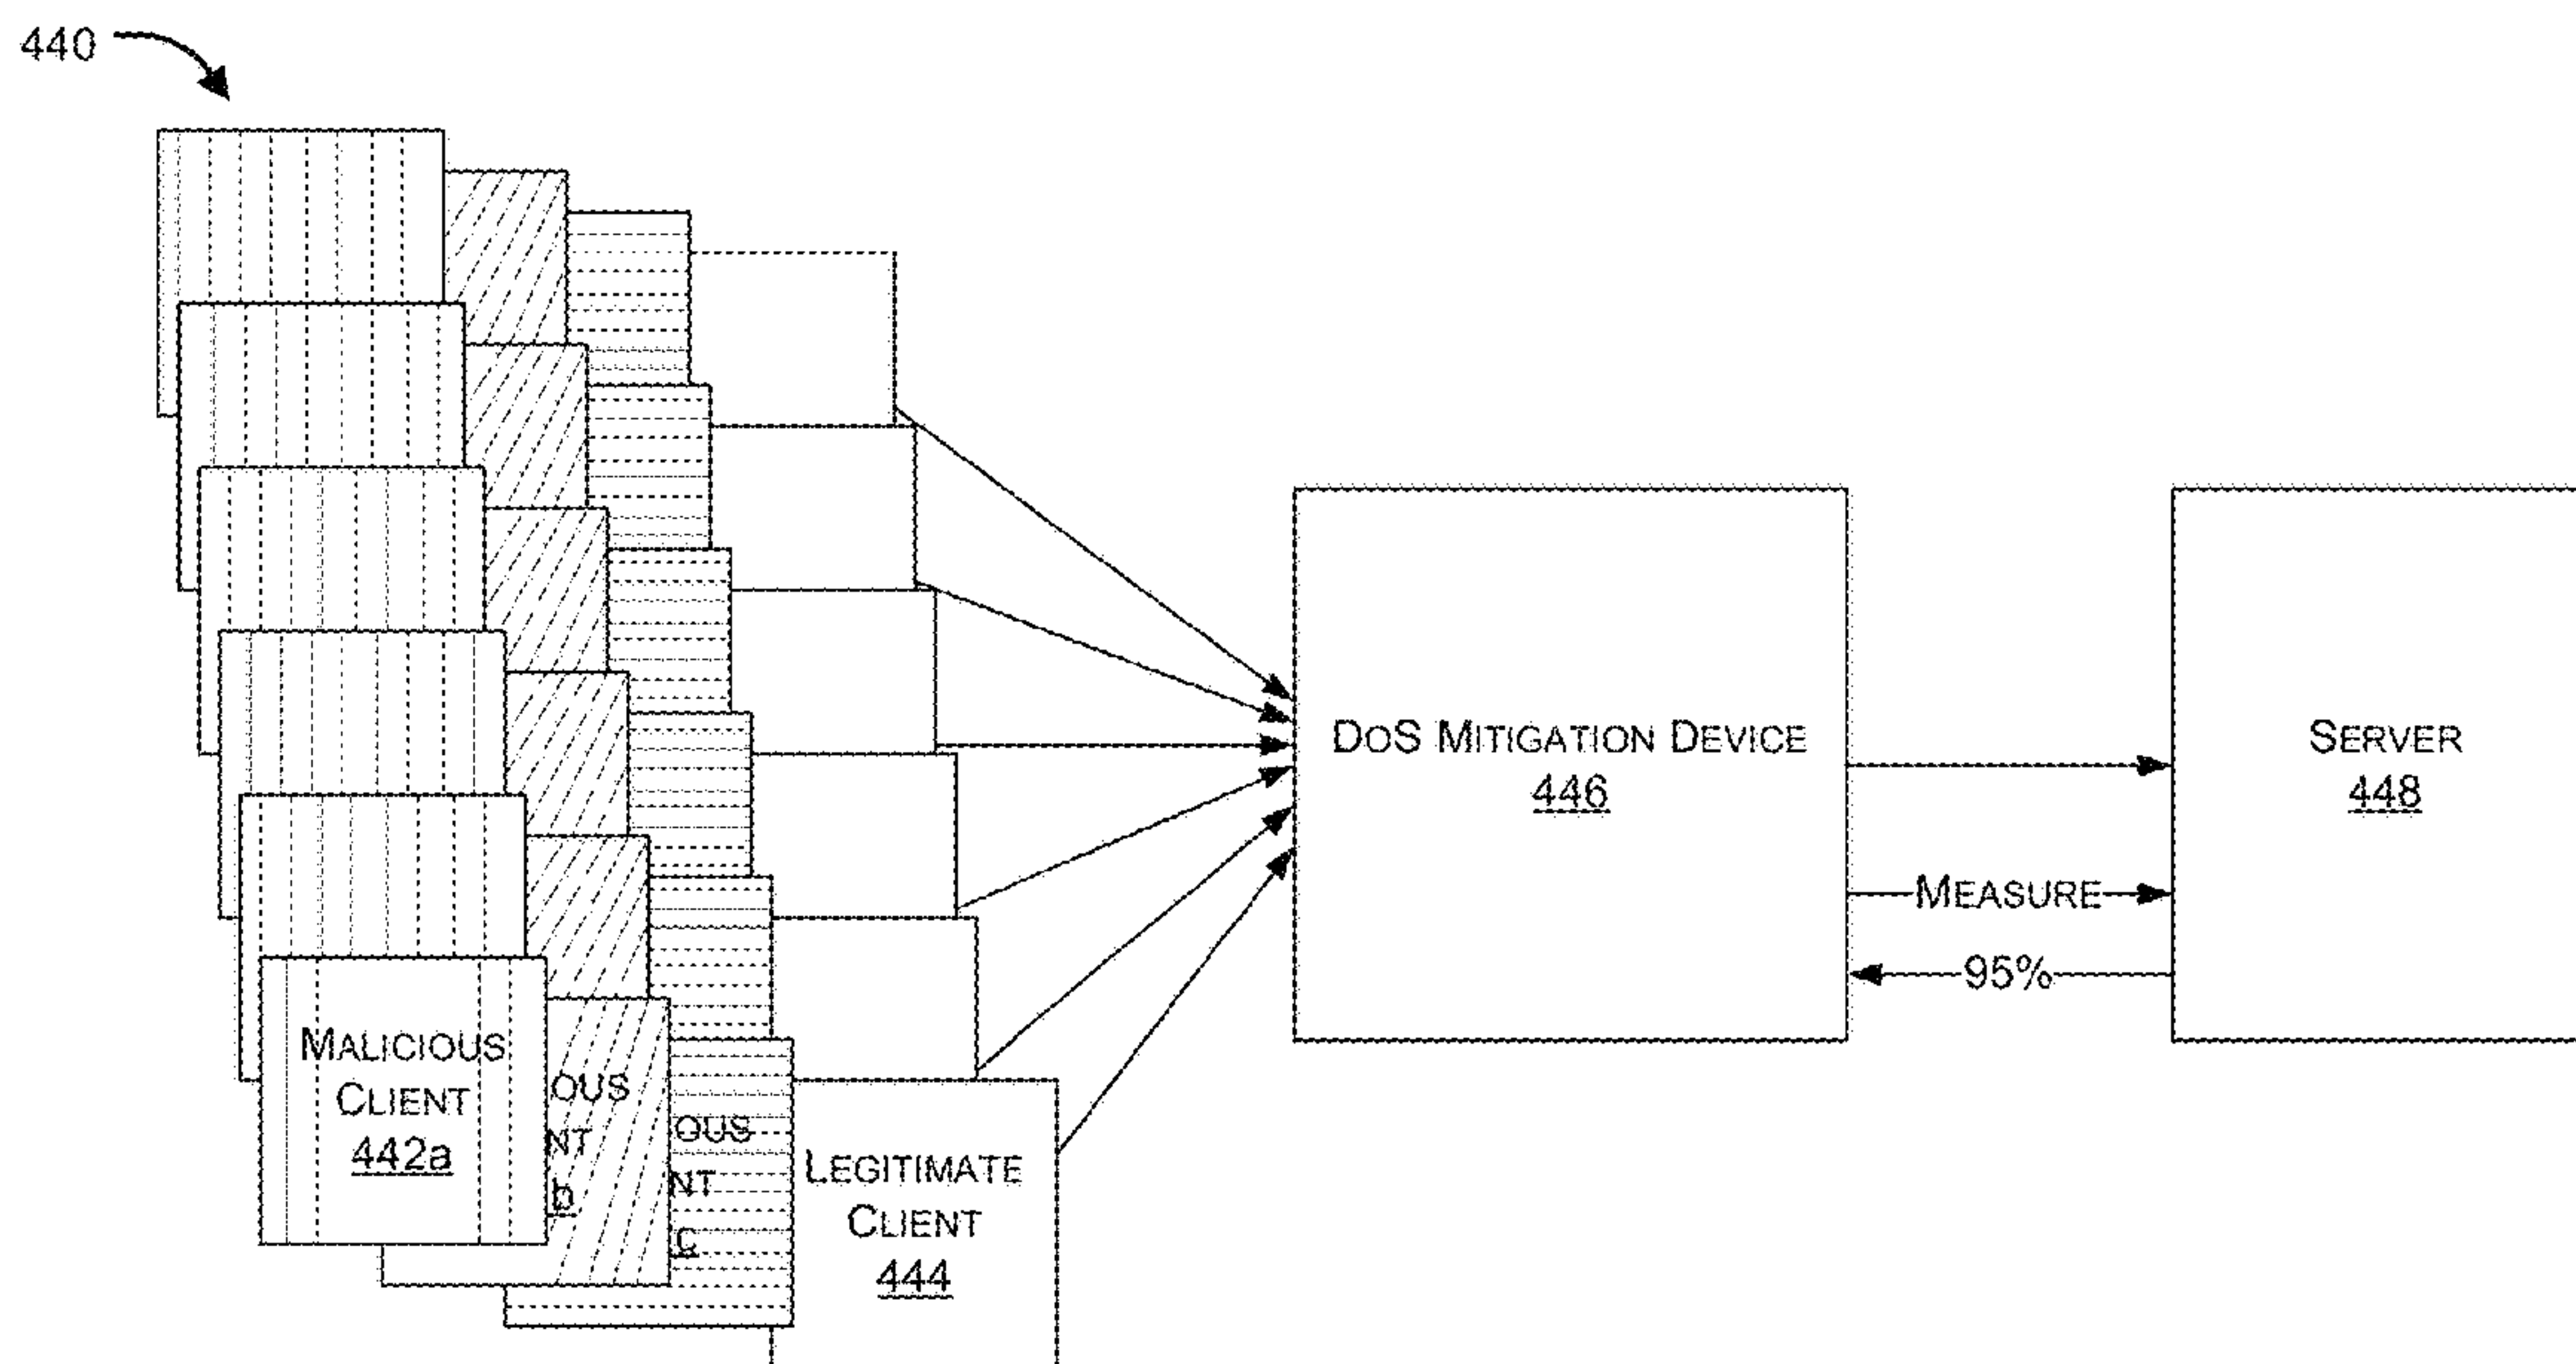 440
MALICIOUS
CLIENT
442a
OUS
NT
b
OUS
NT
c
LEGITIMATE
CLIENT
444
DOS MITIGATION DEVICE
446
MEASURE
95%
SERVER
448